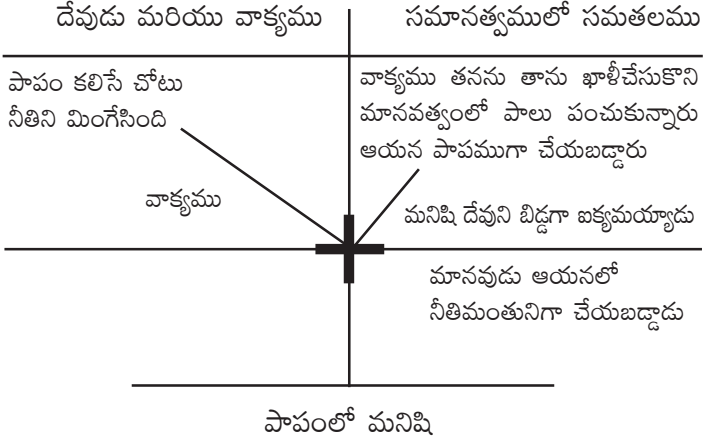 దేవుడు మరియు వాక్యము
సమానత్వములో సమతలము
పాపం కలిసే చోటు
నీతిని మింగేసింది
వాక్యము తనను తాను ఖాళీచేసుకొని
మానవత్వంలో పాలు పంచుకున్నారు
ఆయన పాపముగా చేయబడ్డారు
వాక్యము
మనిషి దేవుని బిడ్డగా ఐక్యమయ్యాడు
మానవుడు ఆయనలో
నీతిమంతునిగా చేయబడ్డాడు
పాపంలో మనిషి